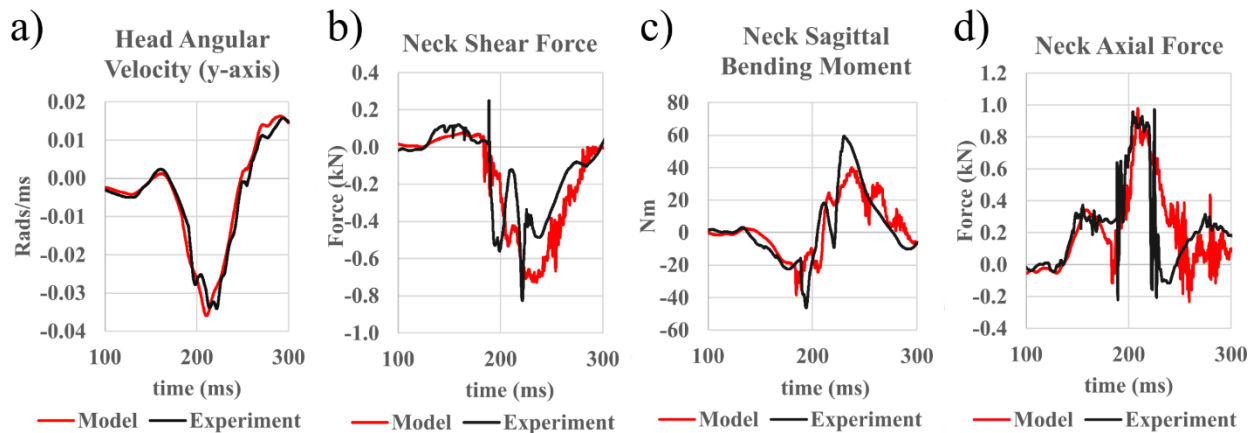 a)
Head Angular
Velocity (y-axis)
Rads/ms
0.02
0.01
0.00
-0.01
-0.02
-0.03
-0.04
100
200
300
time (ms)
Model
Experiment
b)
Neck Shear Force
Force (kN)
0.4
0.2
0.0
-0.2
-0.4
-0.6
-0.8
-1.0
100
200
300
time (ms)
Model
Experiment
c)
Neck Sagittal
Bending Moment
Nm
80
60
40
20
0
-20
-40
-60
100
200
300
time (ms)
Model
Experiment
d)
Neck Axial Force
Force (kN)
1.2
1.0
0.8
0.6
0.4
0.2
0.0
-0.2
-0.4
100
200
300
time (ms)
Model
Experiment